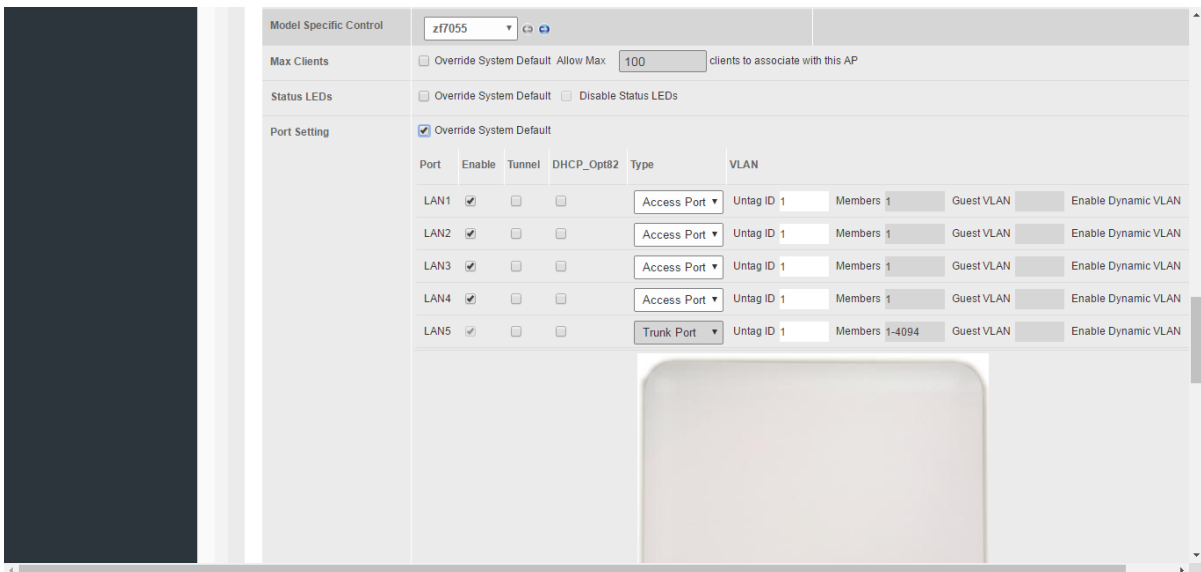 Model Specific Control zf7055
Max Clients Override System Default Allow Max 100 clients to associate with this AP
Status LEDs Override System Default Disable Status LEDs
Port Setting Override System Default
Port Enable Tunnel DHCP_Opt82 Type VLAN
LAN1 Access Port Untag ID 1 Members 1 Guest VLAN Enable Dynamic VLAN
LAN2 Access Port Untag ID 1 Members 1 Guest VLAN Enable Dynamic VLAN
LAN3 Access Port Untag ID 1 Members 1 Guest VLAN Enable Dynamic VLAN
LAN4 Access Port Untag ID 1 Members 1 Guest VLAN Enable Dynamic VLAN
LAN5 Trunk Port Untag ID 1 Members 1-4094 Guest VLAN Enable Dynamic VLAN